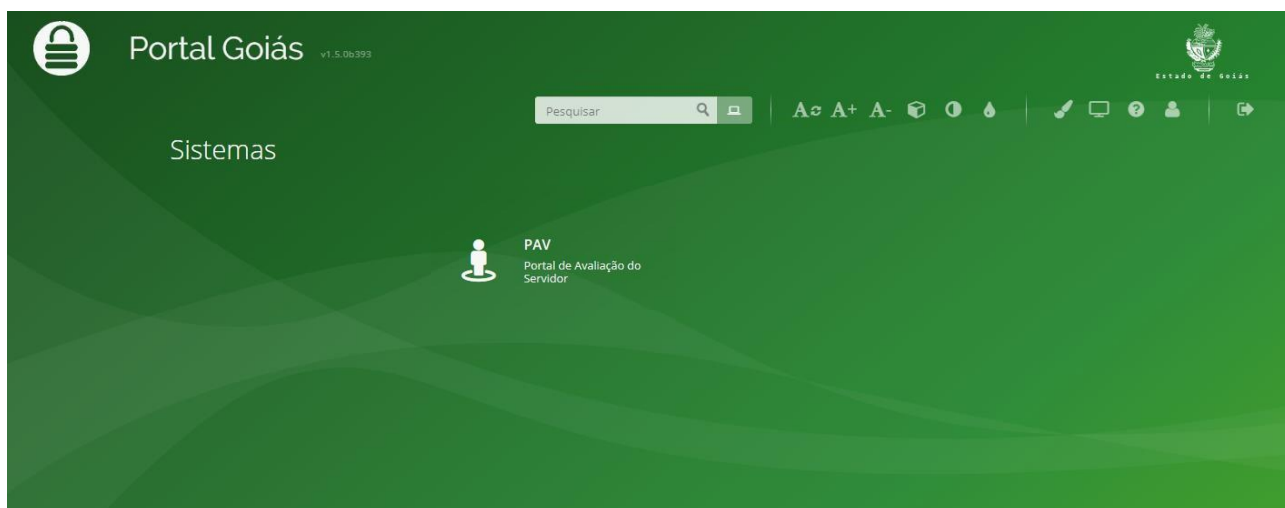 Portal Goiás v1.5.0b393
Estado de Goiás
Pesquisar
A A+ A-
Sistemas
PAV
Portal de Avaliação do
Servidor